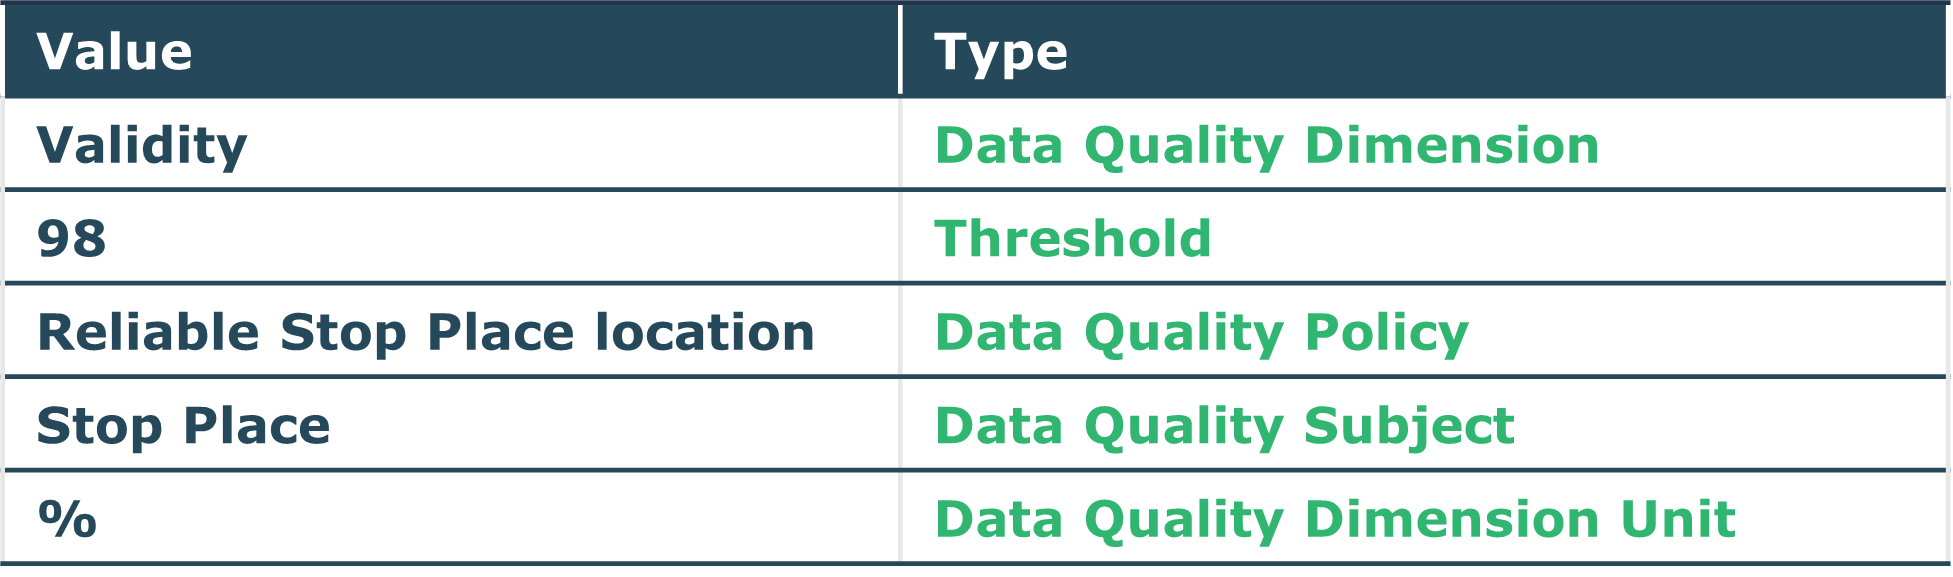 Value Type
Validity Data Quality Dimension
98 Threshold
Reliable Stop Place location Data Quality Policy
Stop Place Data Quality Subject
% Data Quality Dimension Unit